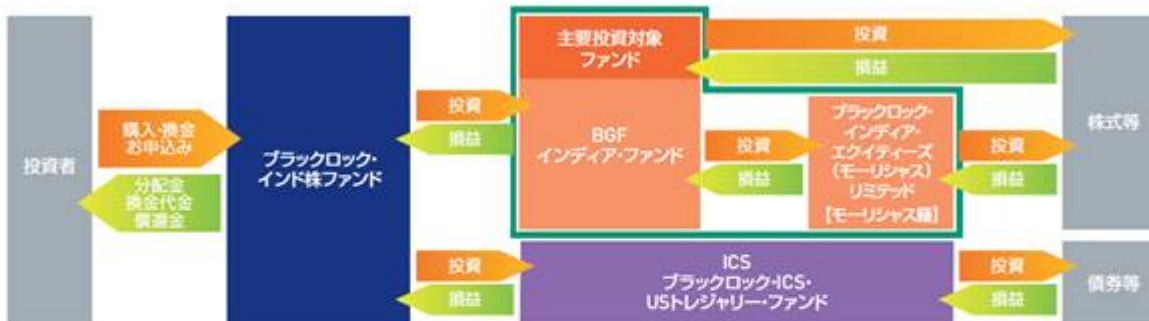 投資者
購入・換金
お申込み
分配金
換金代金
償還金
ブラックロック・
インド株ファンド
投資
損益
主要投資対象
ファンド
BGF
インディア・ファンド
投資
損益
投資
損益
ブラックロック・
インディア・
エクイティーズ
（モーリシャス）
リミテッド
【モーリシャス籍】
投資
損益
株式等
投資
損益
ICS
ブラックロック・ICS・
USトレジャリー・ファンド
投資
損益
債券等